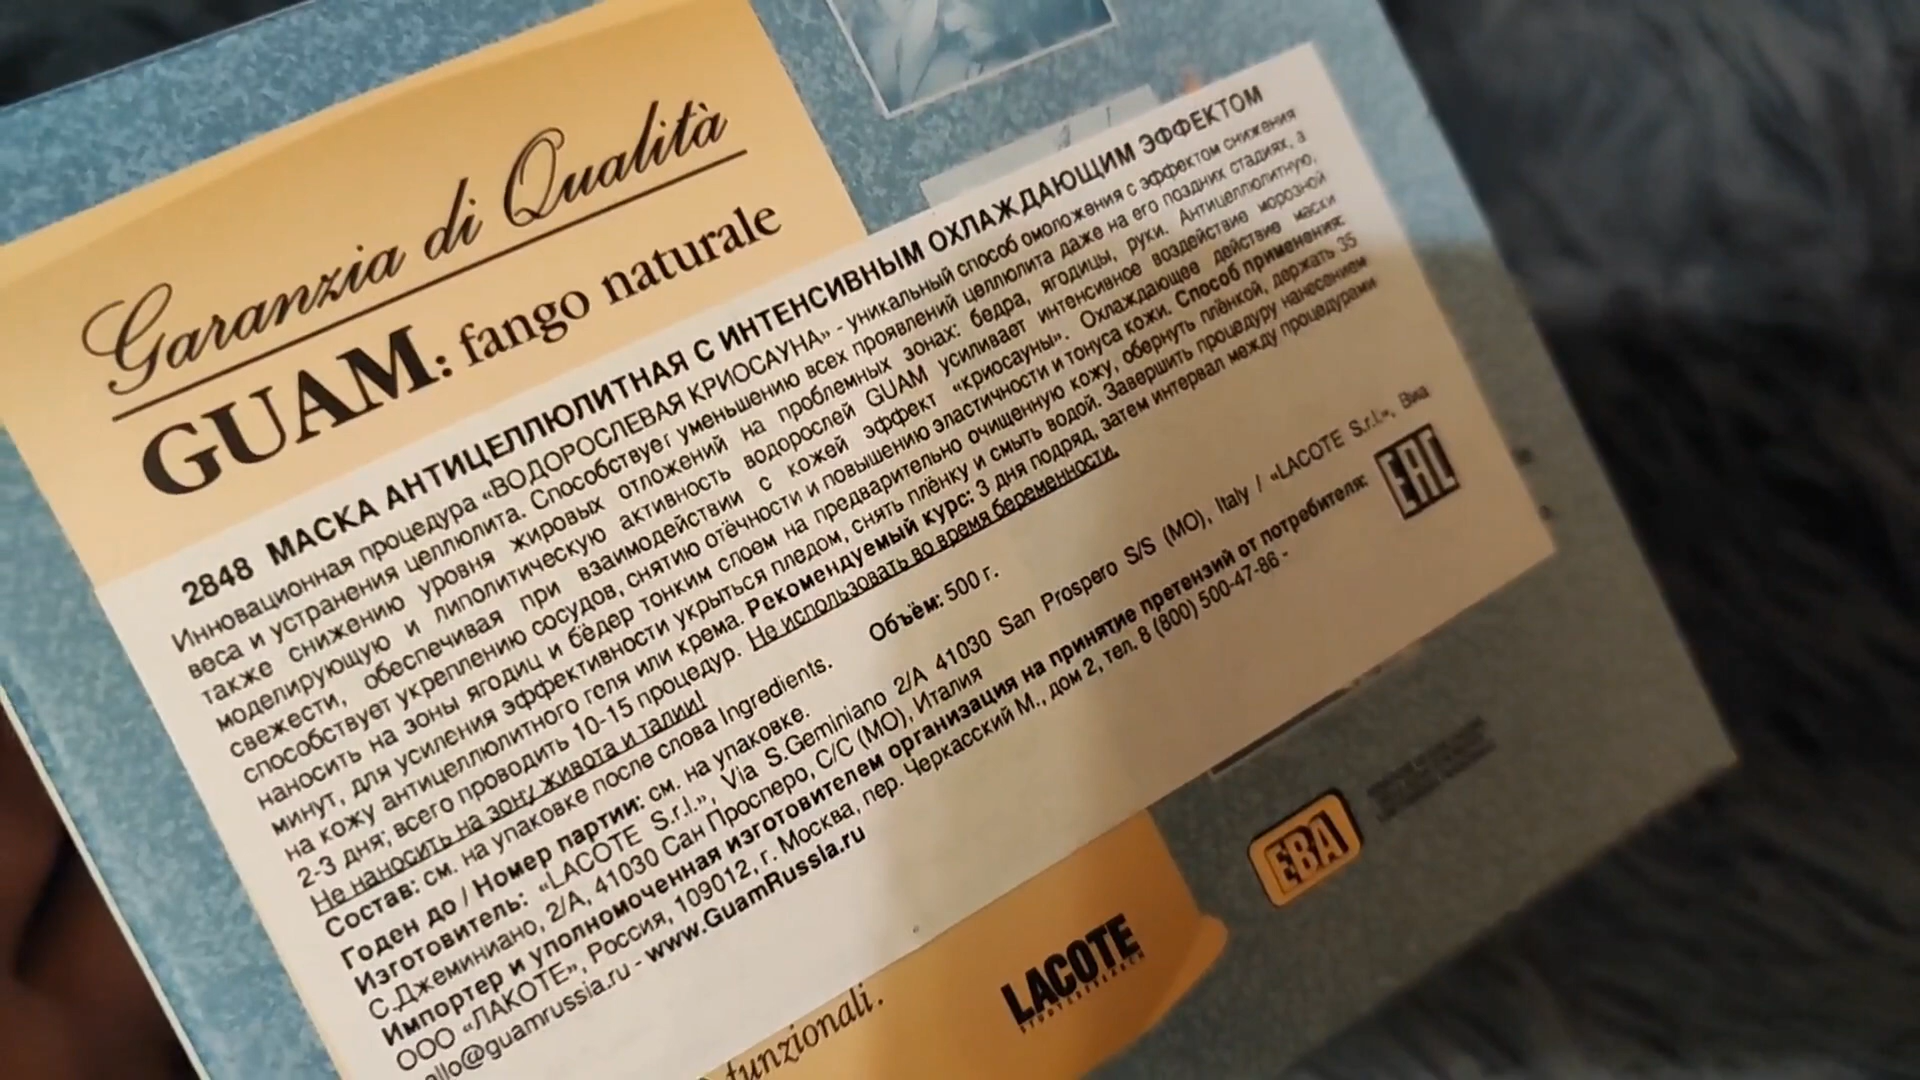 Garanzia di Qualità
GUAM: fango naturale
2848 МАСКА АНТИЦЕЛЛЮЛИТНАЯ С ИНТЕНСИВНЫМ ОХЛАЖДАЮЩИМ ЭФФЕКТОМ
Инновационная процедура «ВОДОРОСЛЕВАЯ КРИОСАУНА» - уникальный способ омоложения с эффектом снижения
веса и устранения целлюлита. Способствует уменьшению всех проявлений целлюлита даже на его поздних стадиях, а
также снижению уровня жировых отложений на проблемных зонах: бедра, ягодицы, руки. Антицеллюлитную,
моделирующую и липолитическую активность водорослей GUAM усиливает интенсивное воздействие морозной
свежести, обеспечивая при взаимодействии с кожей эффект «криосауны». Охлаждающее действие маски
способствует укреплению сосудов, снятию отёчности и повышению эластичности и тонуса кожи. Способ применения:
наносить на зоны ягодиц и бёдер тонким слоем на предварительно очищенную кожу, обернуть плёнкой, держать 35
минут, для усиления эффективности укрыться пледом, снять плёнку и смыть водой. Завершить процедуру нанесением
на кожу антицеллюлитного геля или крема. Рекомендуемый курс: 3 дня подряд, затем интервал между процедурами
2-3 дня; всего проводить 10-15 процедур. Не использовать во время беременности.
Не наносить на зону живота и талии!
Состав: см. на упаковке после слова Ingredients. Объём: 500 г.
Годен до / Номер партии: см. на упаковке.
Изготовитель: «LACOTE S.r.l.», Via S.Geminiano 2/A 41030 San Prospero S/S (MO), Italy / «LACOTE S.r.l.», Виа
С.Джеминиано, 2/А, 41030 Сан Просперо, С/С (МО), Италия
Импортер и уполномоченная изготовителем организация на принятие претензий от потребителя:
ООО «ЛАКОТЕ», Россия, 109012, г. Москва, пер. Черкасский М., дом 2, тел. 8 (800) 500-47-86 -
allo@guamrussia.ru - www.GuamRussia.ru
EAC
EBA
LACOTE
funzionali.